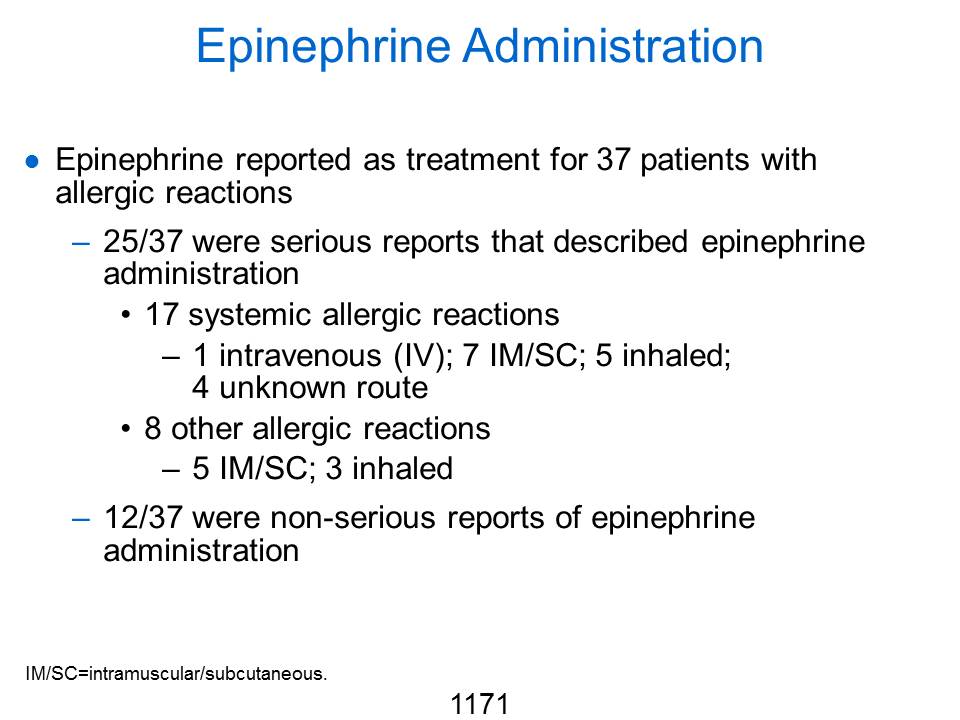 Epinephrine Administration
● Epinephrine reported as treatment for 37 patients with
allergic reactions
– 25/37 were serious reports that described epinephrine
administration
• 17 systemic allergic reactions
– 1 intravenous (IV); 7 IM/SC; 5 inhaled;
4 unknown route
• 8 other allergic reactions
– 5 IM/SC; 3 inhaled
– 12/37 were non-serious reports of epinephrine
administration
IM/SC=intramuscular/subcutaneous.
1171